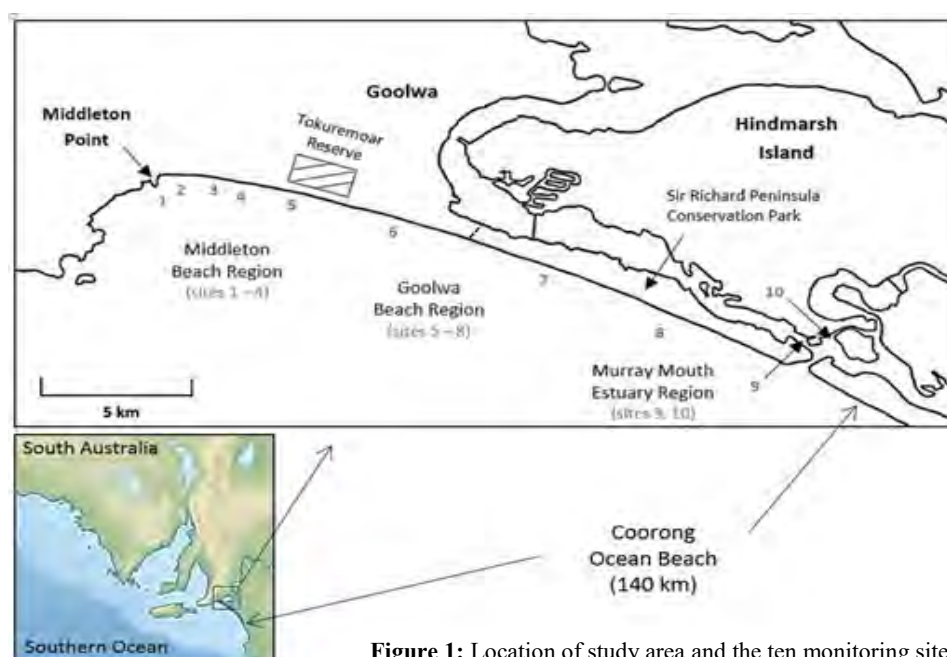 Goolwa
Middleton
Point
Tokuremoar
Reserve
Hindmarsh
Island
Sir Richard Peninsula
Conservation Park
1
2
3
4
5
6
7
8
9
10
Middleton
Beach Region
(sites 1 – 4)
Goolwa
Beach Region
(sites 5 – 8)
Murray Mouth
Estuary Region
(sites 9, 10)
5 km
South Australia
Southern Ocean
Coorong
Ocean Beach
(140 km)
Figure 1: Location of study area and the ten monitoring site